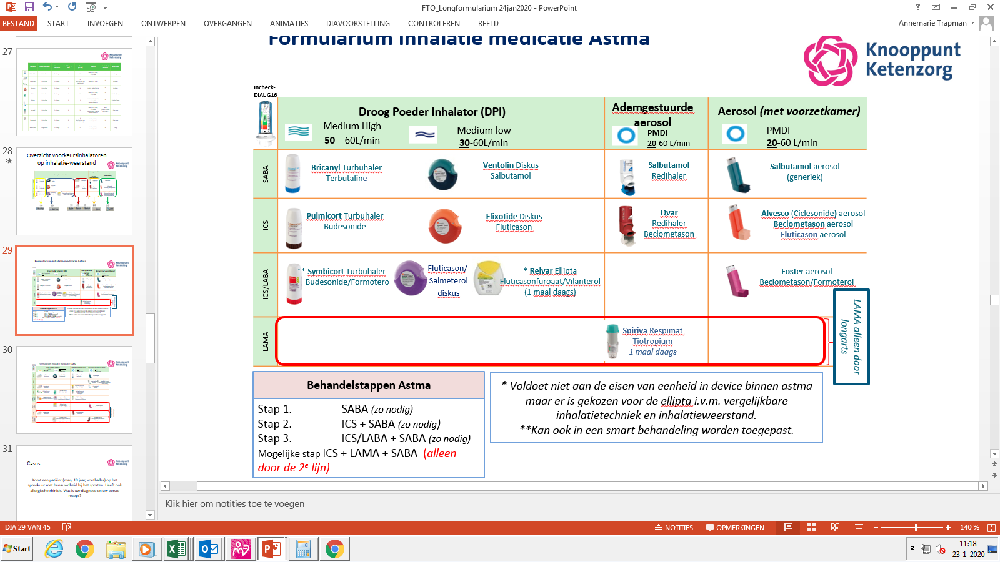 FTO_Longformularium 24jan2020 - PowerPoint
BESTAND START INVOEGEN ONTWERPEN OVERGANGEN ANIMATIES DIAVOORSTELLING CONTROLEREN BEELD
Annemarie Trapman
27
28
Overzicht voorkeursinhalatoren
op inhalatie-weerstand
29
Formularium inhalatie medicatie Astma
30
Formularium inhalatie medicatie COPD
31
Casus
Komt een patiënt (man, 19 jaar, voetballer) op het
spreekuur met benauwdheid bij het sporten. Heeft ook
allergische rhinitis. Wat is uw diagnose en uw eerste
recept?
Formularium inhalatie medicatie Astma
Knooppunt
Ketenzorg
Incheck-
DIAL G16
Droog Poeder Inhalator (DPI)
Medium High
50 – 60L/min
Medium low
30-60L/min
Ademgestuurde
aerosol
PMDI
20-60 L/min
Aerosol (met voorzetkamer)
PMDI
20-60 L/min
SABA
Bricanyl Turbuhaler
Terbutaline
Ventolin Diskus
Salbutamol
Salbutamol
Redihaler
Salbutamol aerosol
(generiek)
ICS
Pulmicort Turbuhaler
Budesonide
Flixotide Diskus
Fluticason
Qvar
Redihaler
Beclometason
Alvesco (Ciclesonide) aerosol
Beclometason aerosol
Fluticason aerosol
ICS/LABA
** Symbicort Turbuhaler
Budesonide/Formotero
Fluticason/
Salmeterol
diskus
* Relvar Ellipta
Fluticasonfuroaat/Vilanterol
(1 maal daags)
Foster aerosol
Beclometason/Formoterol
LAMA
Spiriva Respimat
Tiotropium
1 maal daags
LAMA alleen door
longarts
Behandelstappen Astma
Stap 1. SABA (zo nodig)
Stap 2. ICS + SABA (zo nodig)
Stap 3. ICS/LABA + SABA (zo nodig)
Mogelijke stap ICS + LAMA + SABA (alleen
door de 2e lijn)
* Voldoet niet aan de eisen van eenheid in device binnen astma
maar er is gekozen voor de ellipta i.v.m. vergelijkbare
inhalatietechniek en inhalatieweerstand.
**Kan ook in een smart behandeling worden toegepast.
Klik hier om notities toe te voegen
DIA 29 VAN 45
NOTITIES OPMERKINGEN 140 %
Start
11:18
23-1-2020